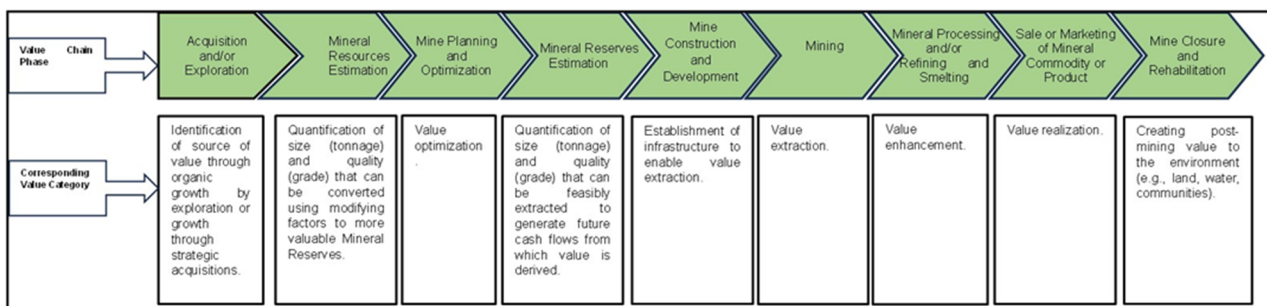 Value Chain
Phase
Acquisition
and/or
Exploration
Mineral
Resources
Estimation
Mine Planning
and
Optimization
Mineral Reserves
Estimation
Mine
Construction
and
Development
Mining
Mineral Processing
and/or
Refining and
Smelting
Sale or Marketing
of Mineral
Commodity or
Product
Mine Closure
and
Rehabilitation
Corresponding
Value Category
Identification
of source of
value through
organic
growth by
exploration or
growth
through
strategic
acquisitions.
Quantification of
size (tonnage)
and quality
(grade) that can
be converted
using modifying
factors to more
valuable Mineral
Reserves.
Value
optimization
.
Quantification of
size (tonnage)
and quality
(grade) that can
be feasibly
extracted to
generate future
cash flows from
which value is
derived.
Establishment of
infrastructure to
enable value
extraction.
Value
extraction.
Value
enhancement.
Value realization.
Creating post-
mining value to
the environment
(e.g., land, water,
communities).